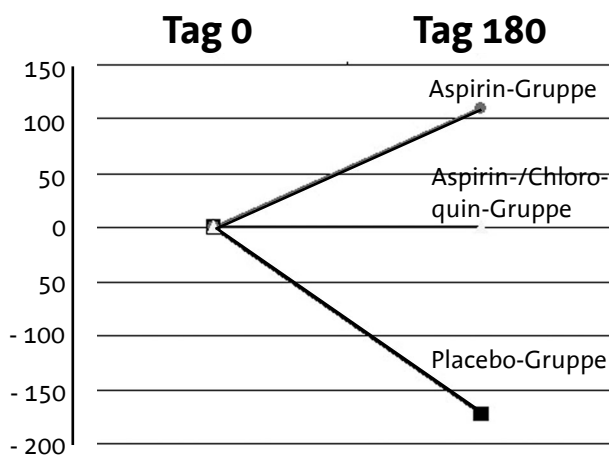 Tag 0 Tag 180
150
Aspirin-Gruppe
100
50
Aspirin-/Chloro-
quin-Gruppe
0
50
- 100
Placebo-Gruppe
- 150
- 200